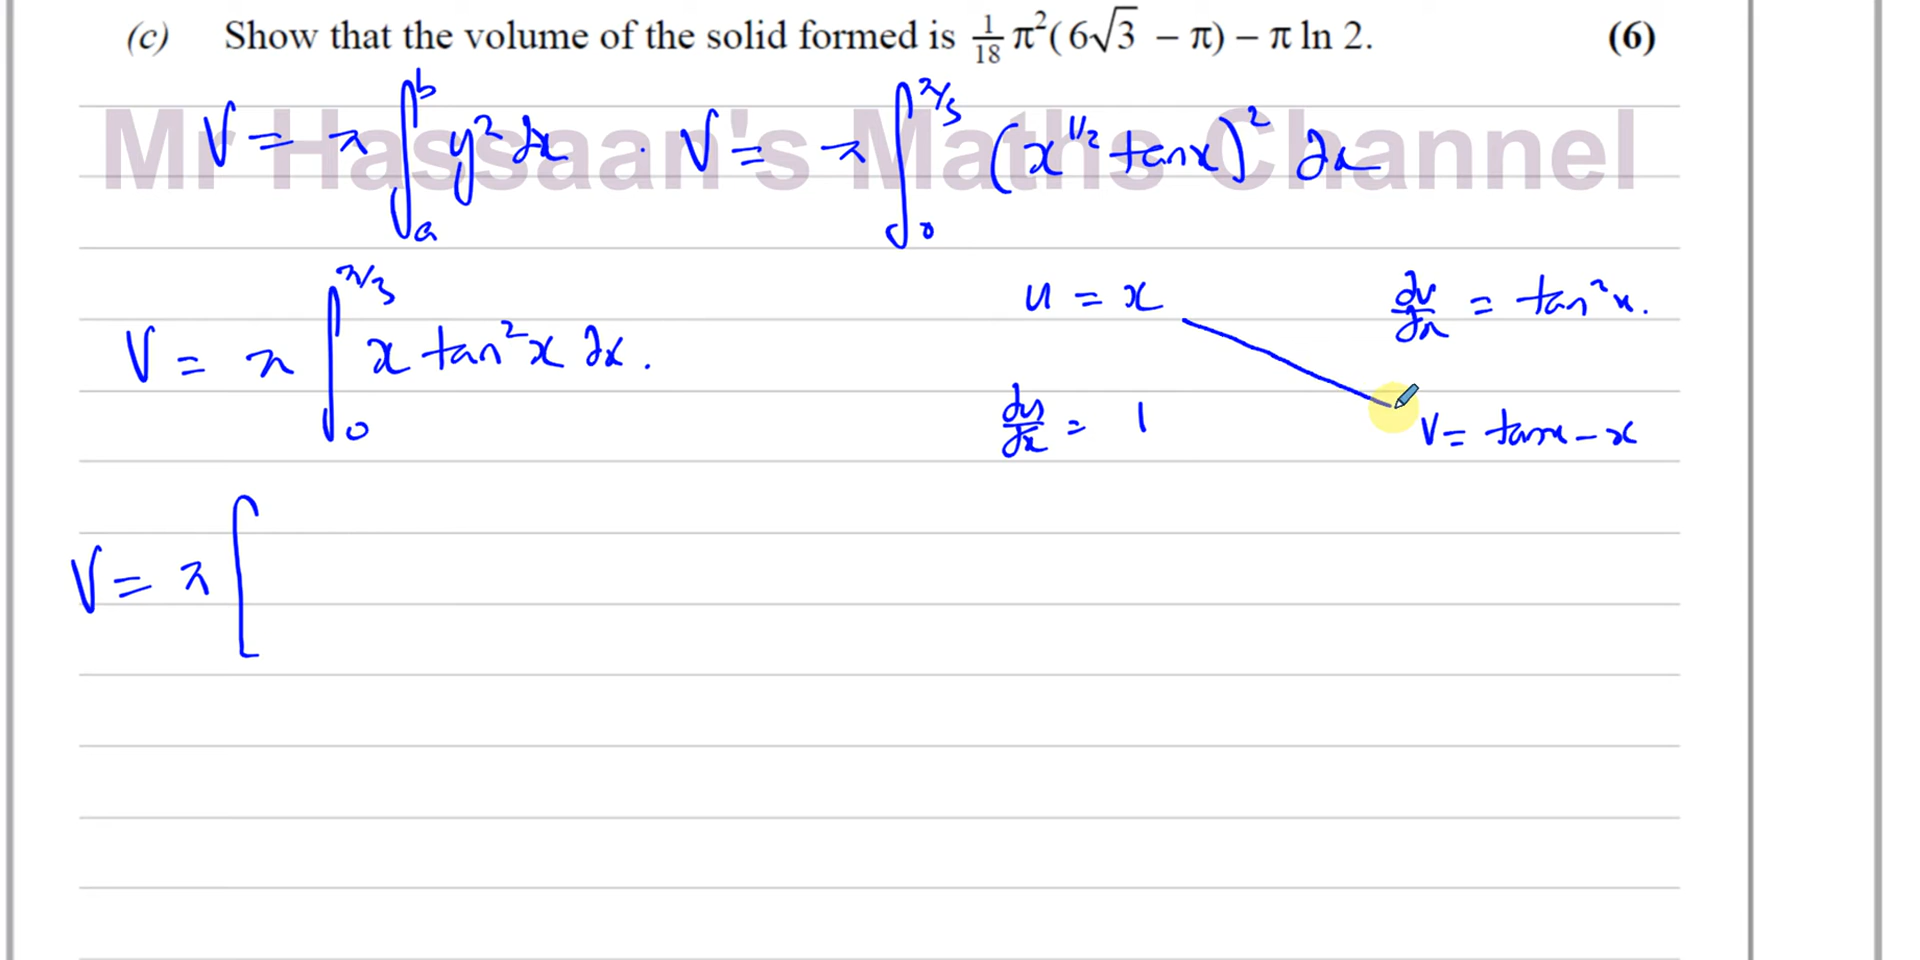 (c) Show that the volume of the solid formed is 1/18 π²(6√3 − π) − π ln 2. (6)
Mr Hassaan's Maths Channel
V = π ∫_a^b y² dx . V = π ∫_0^{π/3} (x^{1/2} tanx)² dx
V = π ∫_0^{π/3} x tan²x dx.
u = x dv/dx = tan²x.
du/dx = 1 V = tanx − x
V = π [